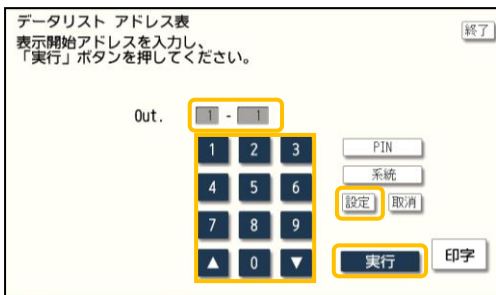 データリスト アドレス表
終了
表示開始アドレスを入力し、
「実行」ボタンを押してください。
Out. 1 - 1
1 2 3 PIN
系統
4 5 6 設定 取消
7 8 9
▲ 0 ▼ 実行 印字